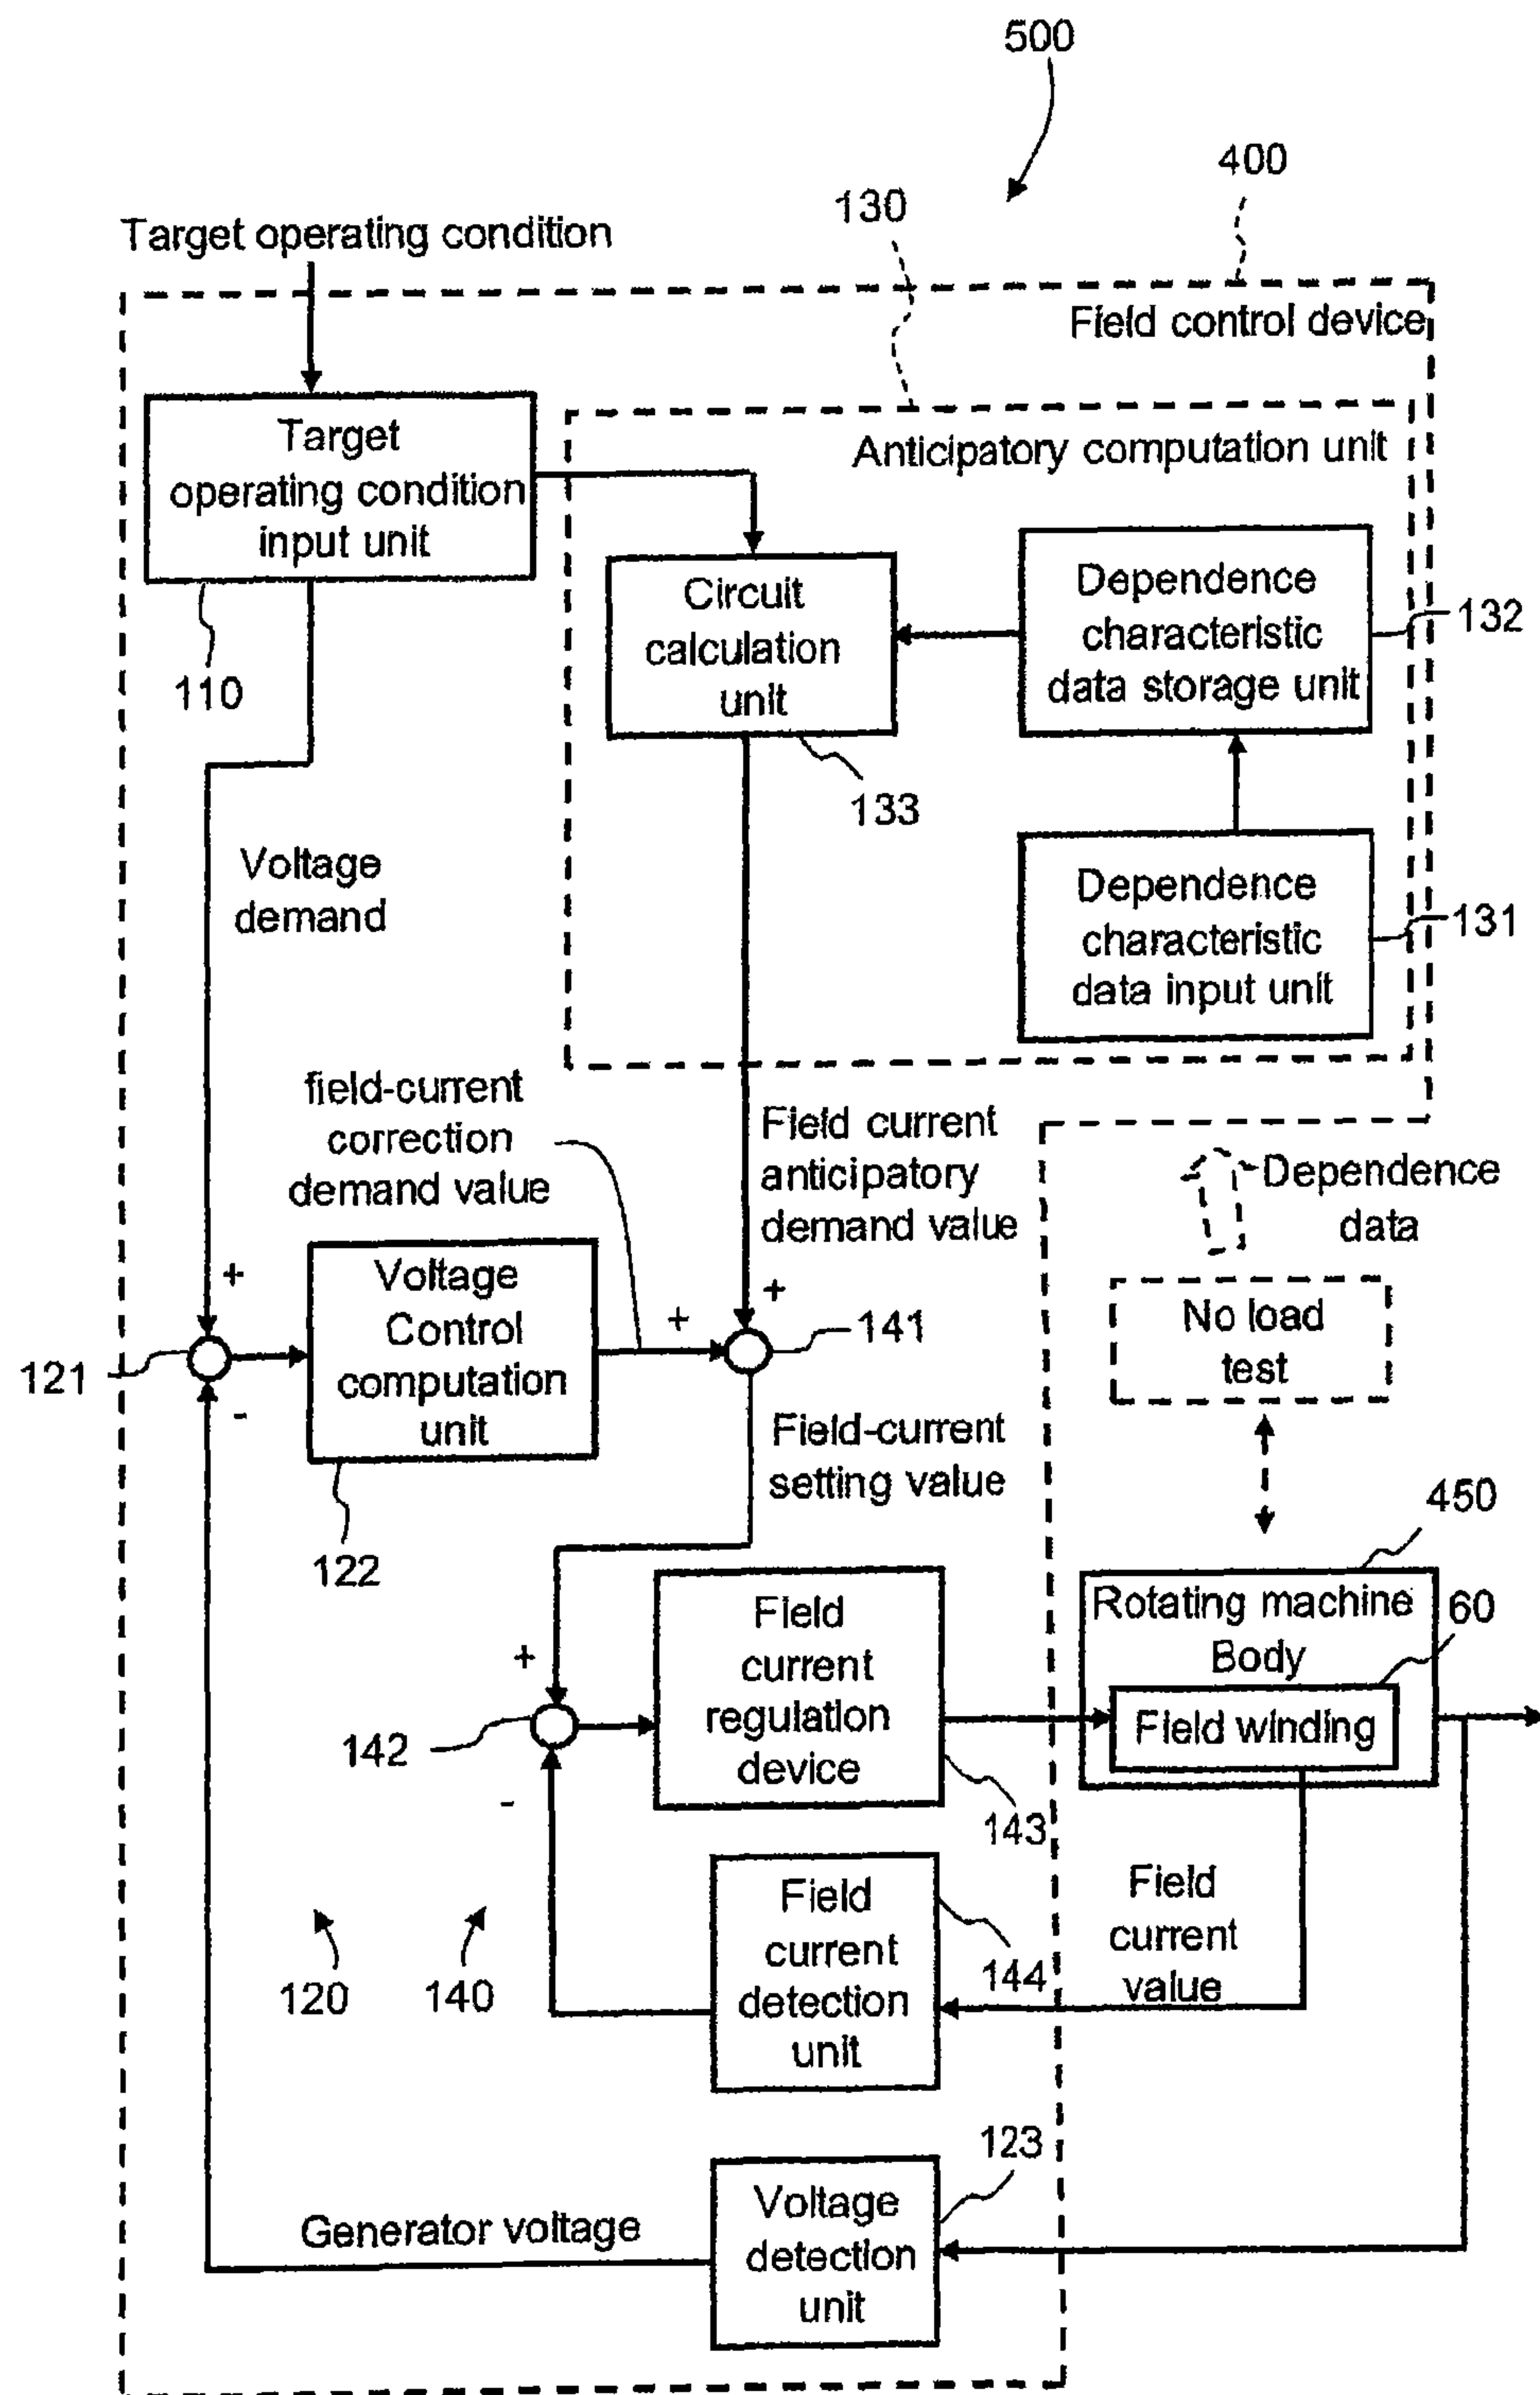 500
400
130
Target operating condition
Field control device
Target
operating condition
input unit
Anticipatory computation unit
Circuit
calculation
unit
Dependence
characteristic
data storage unit
132
110
133
Dependence
characteristic
data input unit
131
Voltage
demand
field-current
correction
demand value
Field current
anticipatory
demand value
Dependence
data
No load
test
+
Voltage
Control
computation
unit
+
+
141
121
-
Field-current
setting value
122
450
Rotating machine
Body
60
Field winding
+
Field
current
regulation
device
142
-
143
Field
current
detection
unit
144
Field
current
value
120
140
123
Voltage
detection
unit
Generator voltage